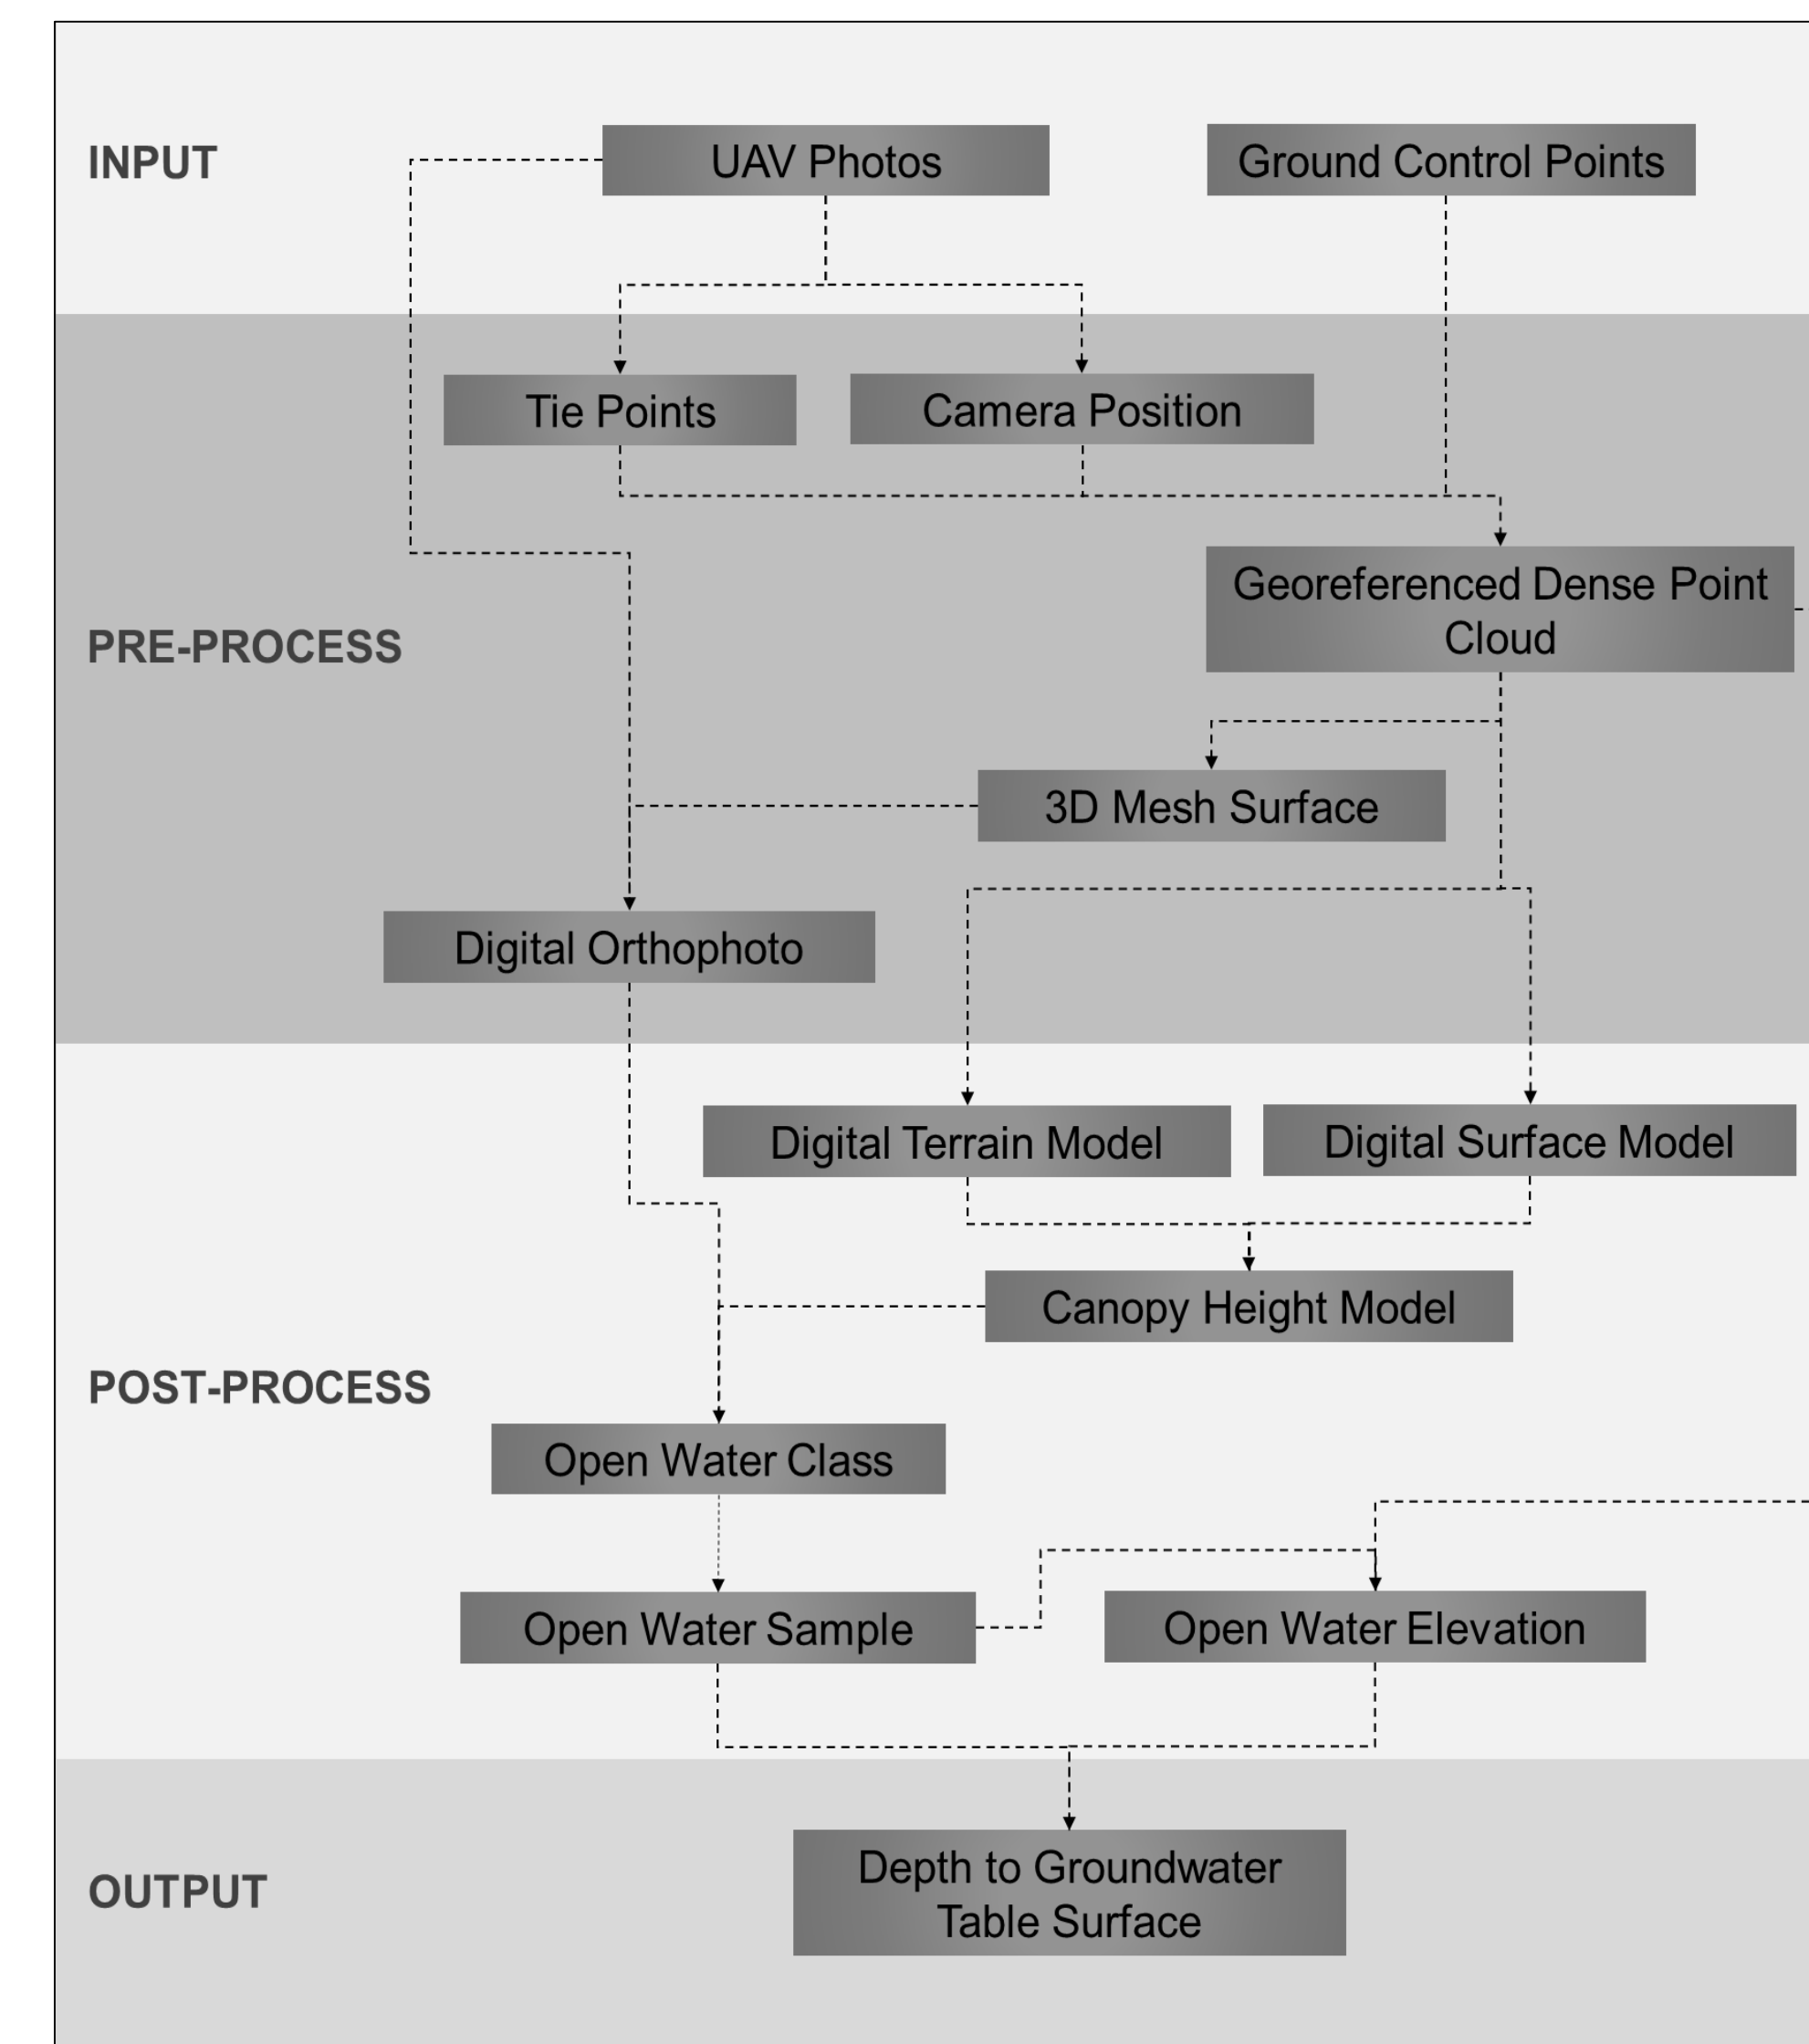 INPUT
UAV Photos
Ground Control Points
PRE-PROCESS
Tie Points
Camera Position
Georeferenced Dense Point
Cloud
3D Mesh Surface
Digital Orthophoto
POST-PROCESS
Digital Terrain Model
Digital Surface Model
Canopy Height Model
Open Water Class
Open Water Sample
Open Water Elevation
OUTPUT
Depth to Groundwater
Table Surface